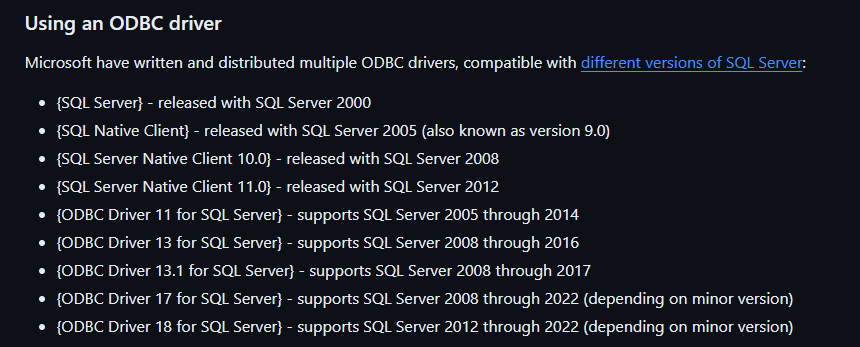 Using an ODBC driver
Microsoft have written and distributed multiple ODBC drivers, compatible with different versions of SQL Server:
• {SQL Server} - released with SQL Server 2000
• {SQL Native Client} - released with SQL Server 2005 (also known as version 9.0)
• {SQL Server Native Client 10.0} - released with SQL Server 2008
• {SQL Server Native Client 11.0} - released with SQL Server 2012
• {ODBC Driver 11 for SQL Server} - supports SQL Server 2005 through 2014
• {ODBC Driver 13 for SQL Server} - supports SQL Server 2008 through 2016
• {ODBC Driver 13.1 for SQL Server} - supports SQL Server 2008 through 2017
• {ODBC Driver 17 for SQL Server} - supports SQL Server 2008 through 2022 (depending on minor version)
• {ODBC Driver 18 for SQL Server} - supports SQL Server 2012 through 2022 (depending on minor version)